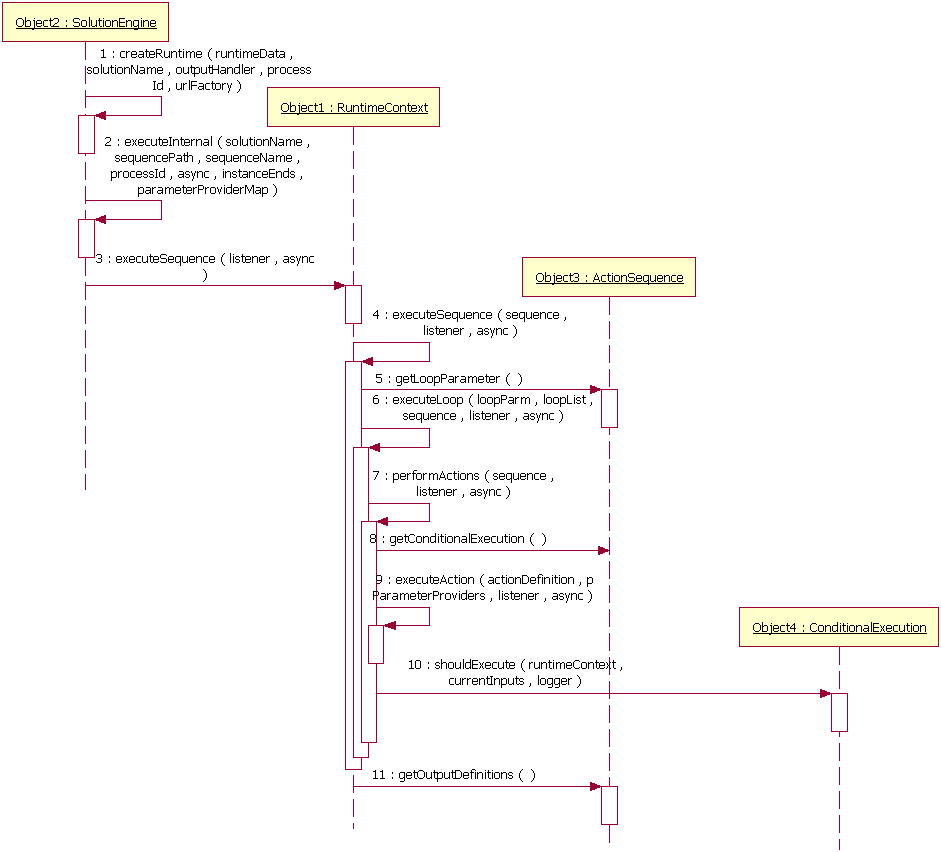 Object2 : SolutionEngine
1 : createRuntime ( runtimeData ,
solutionName , outputHandler , process
Id , urlFactory )
Object1 : RuntimeContext
2 : executeInternal ( solutionName ,
sequencePath , sequenceName ,
processId , async , instanceEnds ,
parameterProviderMap )
3 : executeSequence ( listener , async
)
Object3 : ActionSequence
4 : executeSequence ( sequence ,
listener , async )
5 : getLoopParameter ( )
6 : executeLoop ( loopParm , loopList ,
sequence , listener , async )
7 : performActions ( sequence ,
listener , async )
8 : getConditionalExecution ( )
9 : executeAction ( actionDefinition , p
ParameterProviders , listener , async )
Object4 : ConditionalExecution
10 : shouldExecute ( runtimeContext ,
currentInputs , logger )
11 : getOutputDefinitions ( )